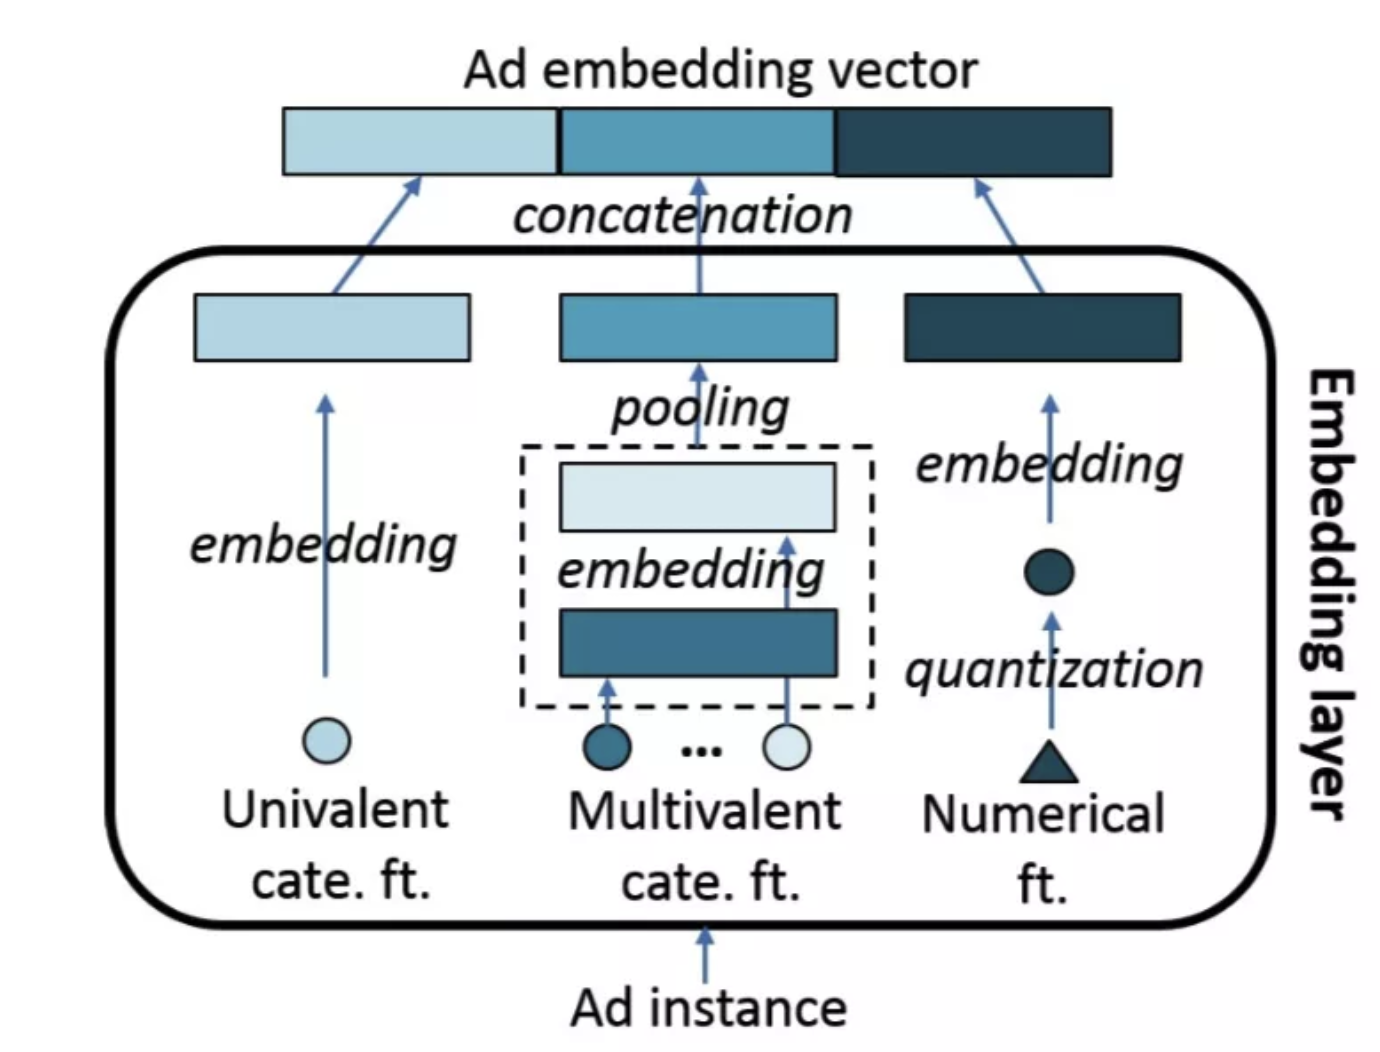 Ad embedding vector
concatenation
pooling
embedding
embedding
embedding
quantization
...
Univalent
cate. ft.
Multivalent
cate. ft.
Numerical
ft.
Embedding layer
Ad instance